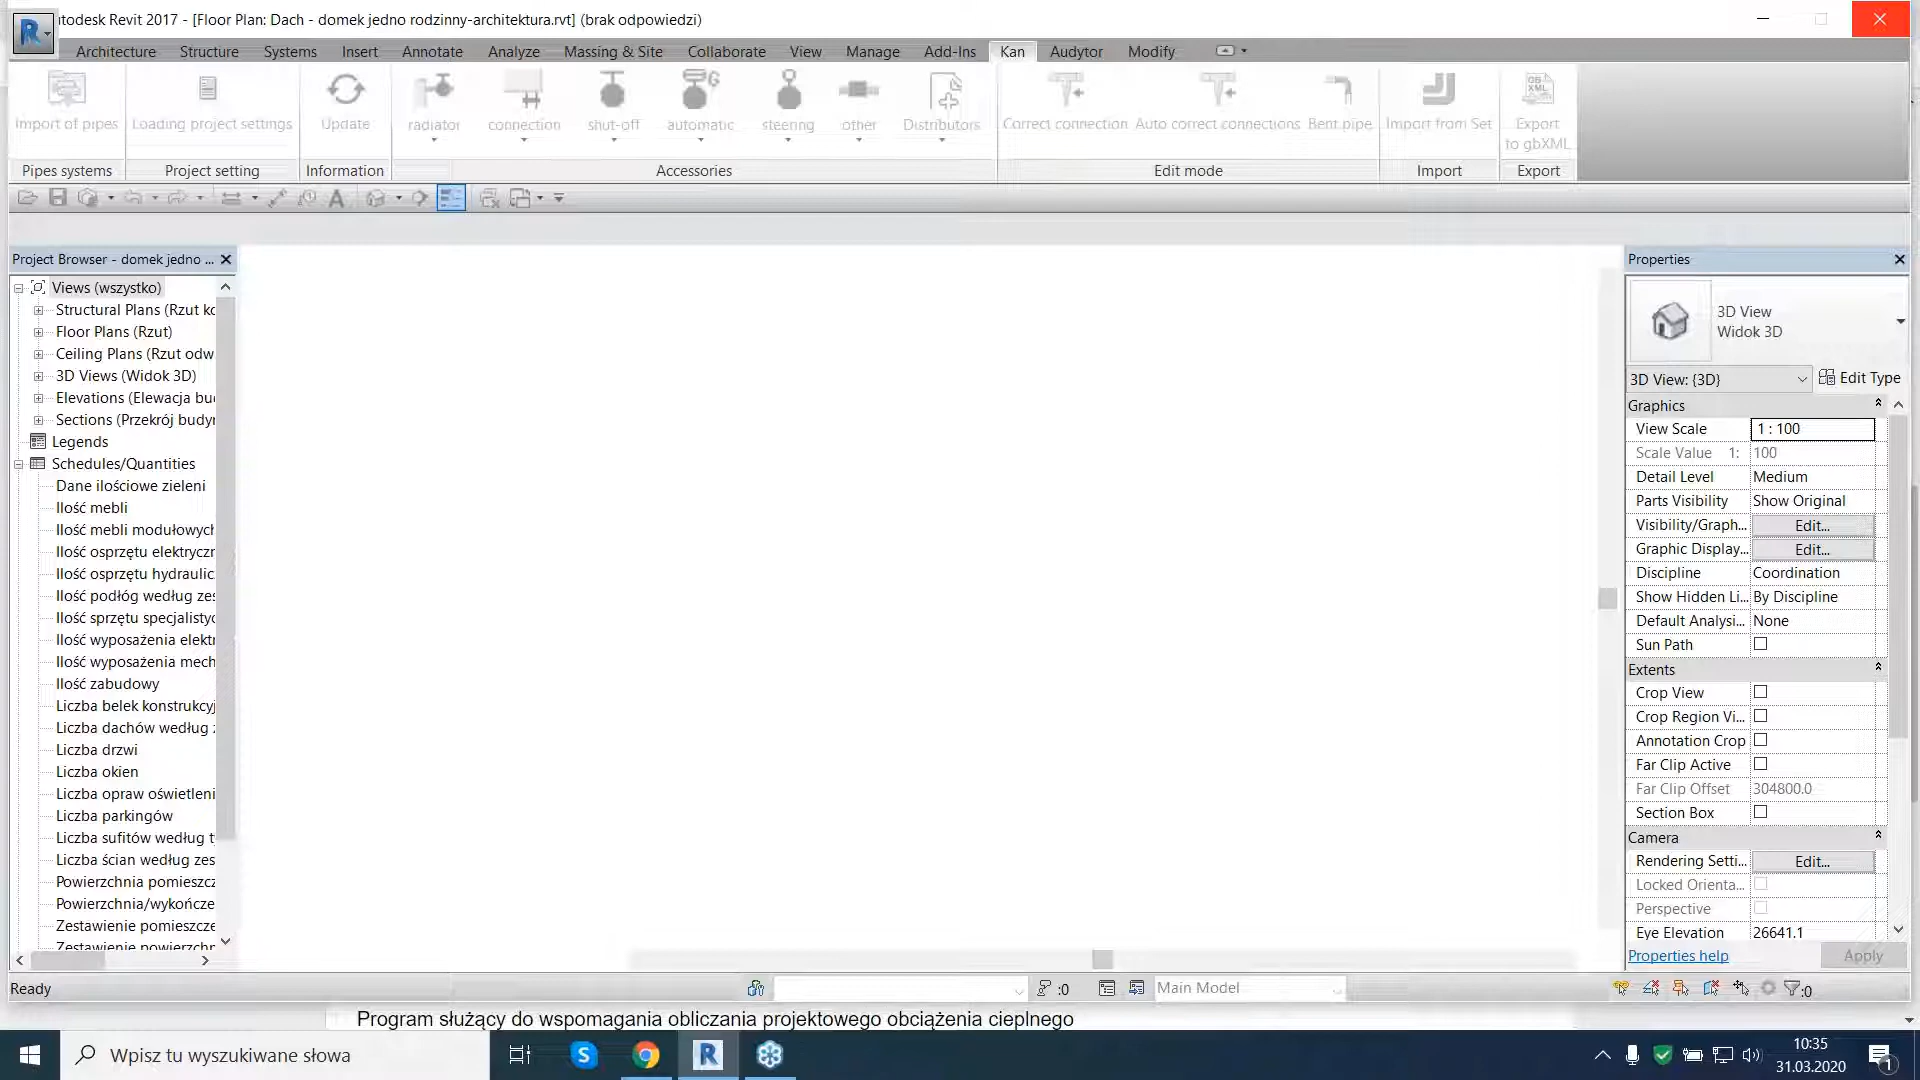 utodesk Revit 2017 - [Floor Plan: Dach - domek jedno rodzinny-architektura.rvt] (brak odpowiedzi)
Architecture Structure Systems Insert Annotate Analyze Massing & Site Collaborate View Manage Add-Ins Kan Audytor Modify
Import of pipes Loading project settings Update radiator connection shut-off automatic steering other Distributors Correct connection Auto correct connections Bent pipe Import from Set Export
to gbXML
Pipes systems Project setting Information Accessories Edit mode Import Export
Project Browser - domek jedno ...
Views (wszystko)
Structural Plans (Rzut ko
Floor Plans (Rzut)
Ceiling Plans (Rzut odw
3D Views (Widok 3D)
Elevations (Elewacja bu
Sections (Przekrój budyn
Legends
Schedules/Quantities
Dane ilościowe zieleni
Ilość mebli
Ilość mebli modułowych
Ilość osprzętu elektryczn
Ilość osprzętu hydraulic
Ilość podłóg według zes
Ilość sprzętu specjalistyc
Ilość wyposażenia elektr
Ilość wyposażenia mech
Ilość zabudowy
Liczba belek konstrukcyj
Liczba dachów według z
Liczba drzwi
Liczba okien
Liczba opraw oświetleni
Liczba parkingów
Liczba sufitów według t
Liczba ścian według zes
Powierzchnia pomieszcz
Powierzchnia/wykończe
Zestawienie pomieszcze
Zestawienie powierzchn
Properties
3D View
Widok 3D
3D View: {3D} Edit Type
Graphics
View Scale 1 : 100
Scale Value 1: 100
Detail Level Medium
Parts Visibility Show Original
Visibility/Graph... Edit...
Graphic Display... Edit...
Discipline Coordination
Show Hidden Li... By Discipline
Default Analysi... None
Sun Path
Extents
Crop View
Crop Region Vi...
Annotation Crop
Far Clip Active
Far Clip Offset 304800.0
Section Box
Camera
Rendering Setti... Edit...
Locked Orienta...
Perspective
Eye Elevation 26641.1
Properties help Apply
Ready :0 Main Model :0
Program służący do wspomagania obliczania projektowego obciążenia cieplnego
Wpisz tu wyszukiwane słowa
10:35
31.03.2020
1